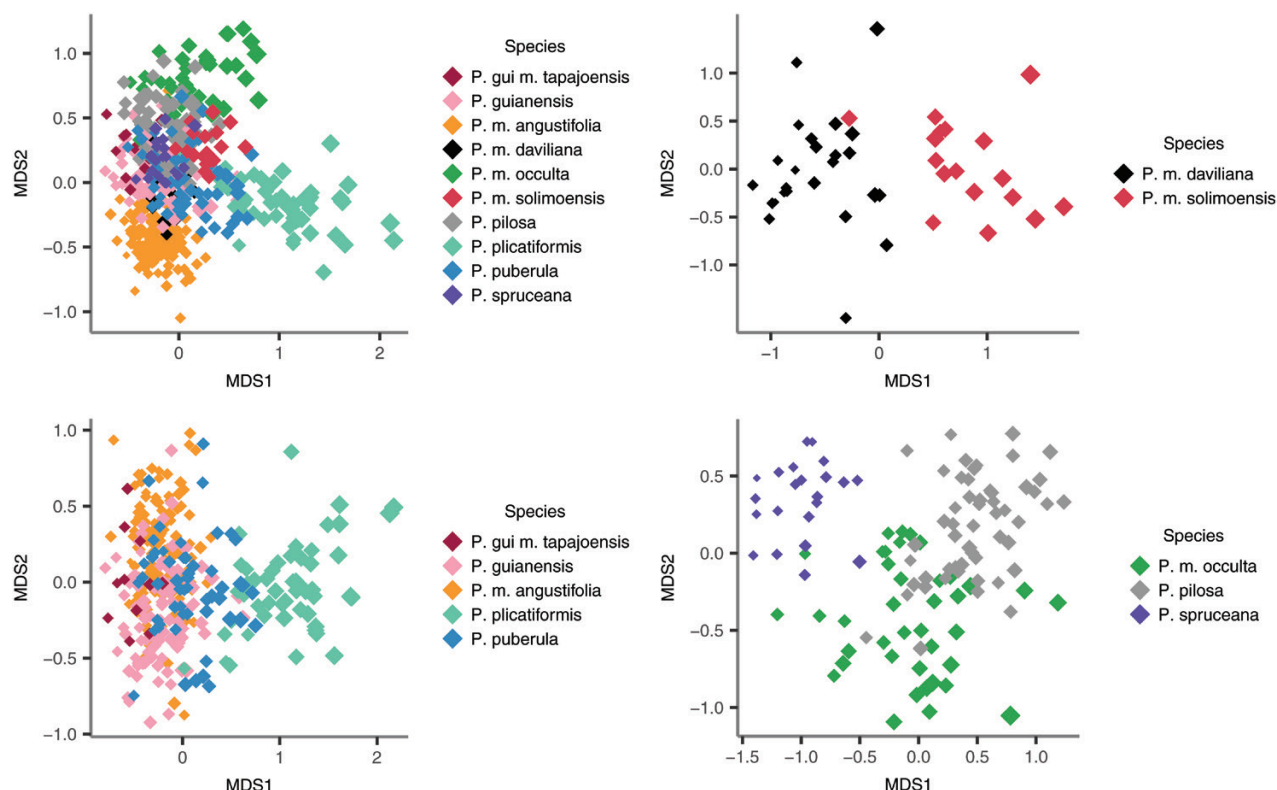 Species
P. gui m. tapajoensis
P. guianensis
P. m. angustifolia
P. m. daviliana
P. m. occulta
P. m. solimoensis
P. pilosa
P. plicatiformis
P. puberula
P. spruceana
MDS2
1.0
0.5
0.0
−0.5
−1.0
0 1 2
MDS1
Species
P. m. daviliana
P. m. solimoensis
MDS2
1.0
0.5
0.0
−0.5
−1.0
−1 0 1
MDS1
Species
P. gui m. tapajoensis
P. guianensis
P. m. angustifolia
P. plicatiformis
P. puberula
MDS2
1.0
0.5
0.0
−0.5
−1.0
0 1 2
MDS1
Species
P. m. occulta
P. pilosa
P. spruceana
MDS2
0.5
0.0
−0.5
−1.0
−1.5 −1.0 −0.5 0.0 0.5 1.0
MDS1